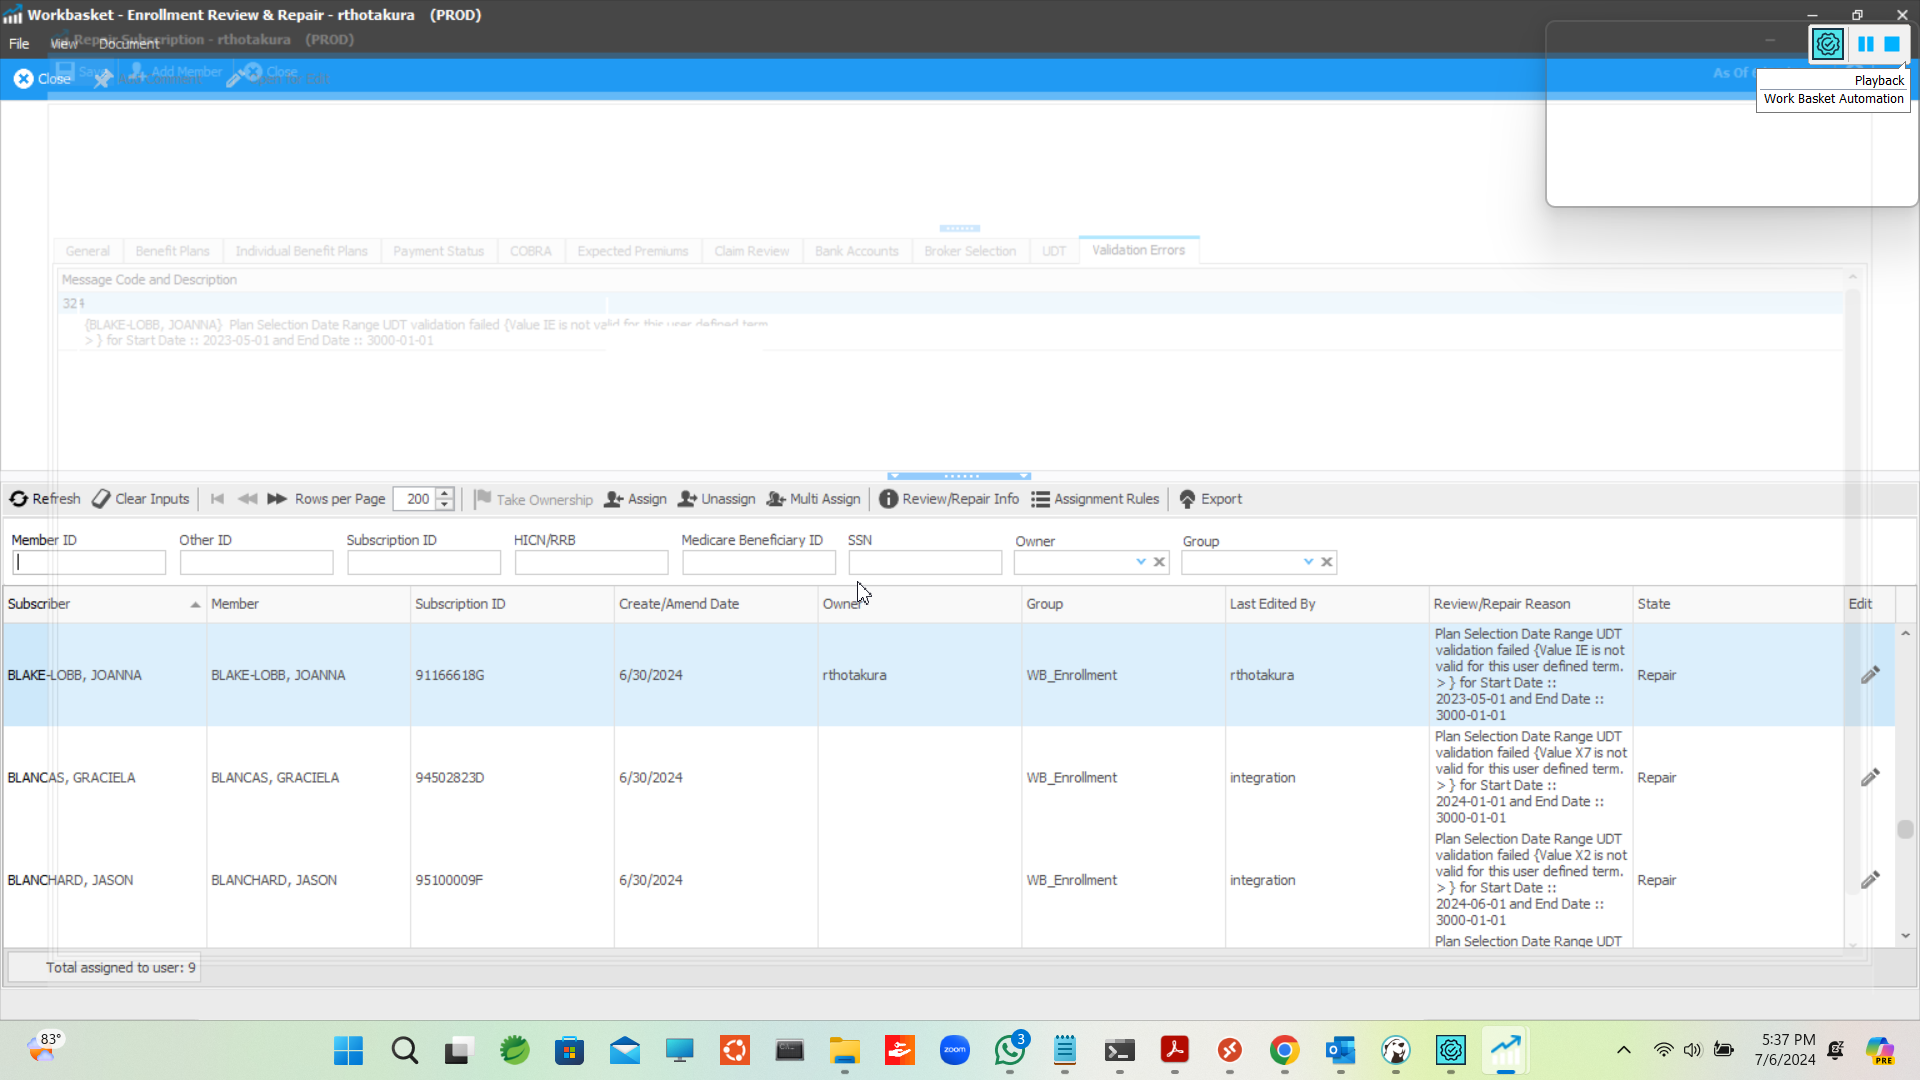 Workbasket - Enrollment Review & Repair - rthotakura (PROD)
Repair Subscription - rthotakura (PROD)
File View Document
Save Add Member Close
Close
As Of
Playback
Work Basket Automation
General Benefit Plans Individual Benefit Plans Payment Status COBRA Expected Premiums Claim Review Bank Accounts Broker Selection UDT Validation Errors
Message Code and Description
{BLAKE-LOBB, JOANNA} Plan Selection Date Range UDT validation failed {Value IE is not valid for this user defined term
> } for Start Date :: 2023-05-01 and End Date :: 3000-01-01
Refresh Clear Inputs Rows per Page 200 Take Ownership Assign Unassign Multi Assign Review/Repair Info Assignment Rules Export
Member ID Other ID Subscription ID HICN/RRB Medicare Beneficiary ID SSN Owner Group
Subscriber Member Subscription ID Create/Amend Date Owner Group Last Edited By Review/Repair Reason State Edit
Plan Selection Date Range UDT
validation failed {Value IE is not
valid for this user defined term.
BLAKE-LOBB, JOANNA BLAKE-LOBB, JOANNA 91166618G 6/30/2024 rthotakura WB_Enrollment rthotakura > } for Start Date :: Repair
2023-05-01 and End Date ::
3000-01-01
Plan Selection Date Range UDT
validation failed {Value X7 is not
valid for this user defined term.
BLANCAS, GRACIELA BLANCAS, GRACIELA 94502823D 6/30/2024 WB_Enrollment integration > } for Start Date :: Repair
2024-01-01 and End Date ::
3000-01-01
Plan Selection Date Range UDT
validation failed {Value X2 is not
valid for this user defined term.
BLANCHARD, JASON BLANCHARD, JASON 95100009F 6/30/2024 WB_Enrollment integration > } for Start Date :: Repair
2024-06-01 and End Date ::
3000-01-01
Plan Selection Date Range UDT
Total assigned to user: 9
83°
zoom
3
5:37 PM
7/6/2024
PRE